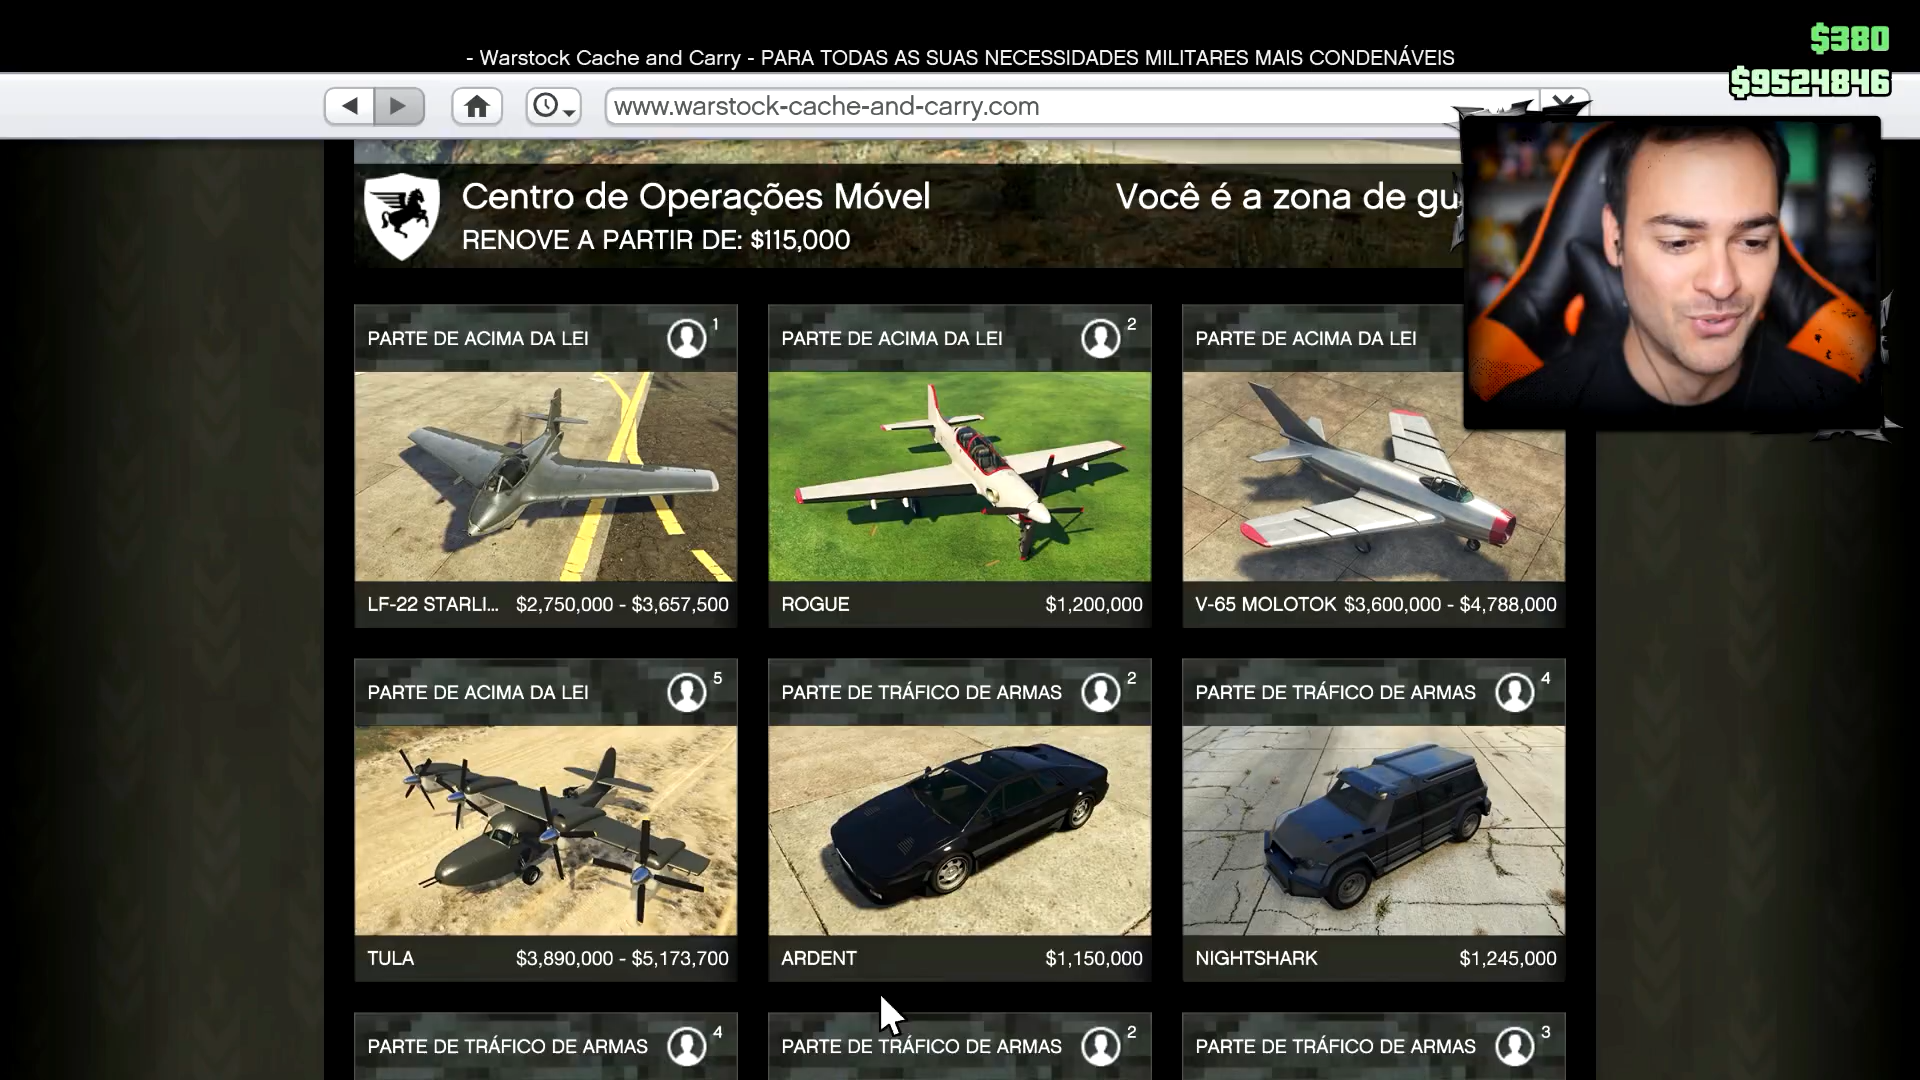 - Warstock Cache and Carry - PARA TODAS AS SUAS NECESSIDADES MILITARES MAIS CONDENÁVEIS
$380
$9524846
www.warstock-cache-and-carry.com
Centro de Operações Móvel
Você é a zona de gu
RENOVE A PARTIR DE: $115,000
PARTE DE ACIMA DA LEI 1
PARTE DE ACIMA DA LEI 2
PARTE DE ACIMA DA LEI
LF-22 STARLI... $2,750,000 - $3,657,500
ROGUE $1,200,000
V-65 MOLOTOK $3,600,000 - $4,788,000
PARTE DE ACIMA DA LEI 5
PARTE DE TRÁFICO DE ARMAS 2
PARTE DE TRÁFICO DE ARMAS 4
TULA $3,890,000 - $5,173,700
ARDENT $1,150,000
NIGHTSHARK $1,245,000
PARTE DE TRÁFICO DE ARMAS 4
PARTE DE TRÁFICO DE ARMAS 2
PARTE DE TRÁFICO DE ARMAS 3